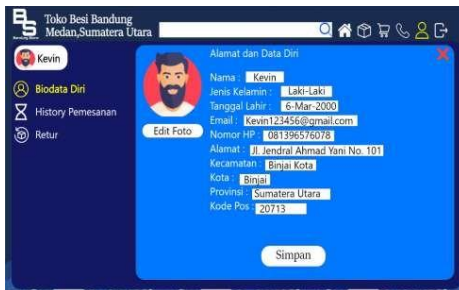 BS
Toko Besi Bandung
Medan,Sumatera Utara
Kevin
Biodata Diri
History Pemesanan
Retur
Edit Foto
Alamat dan Data Diri
Nama : Kevin
Jenis Kelamin : Laki-Laki
Tanggal Lahir : 6-Mar-2000
Email : Kevin123456@gmail.com
Nomor HP : 081396576078
Alamat : Jl. Jendral Ahmad Yani No. 101
Kecamatan : Binjai Kota
Kota : Binjai
Provinsi : Sumatera Utara
Kode Pos : 20713
Simpan